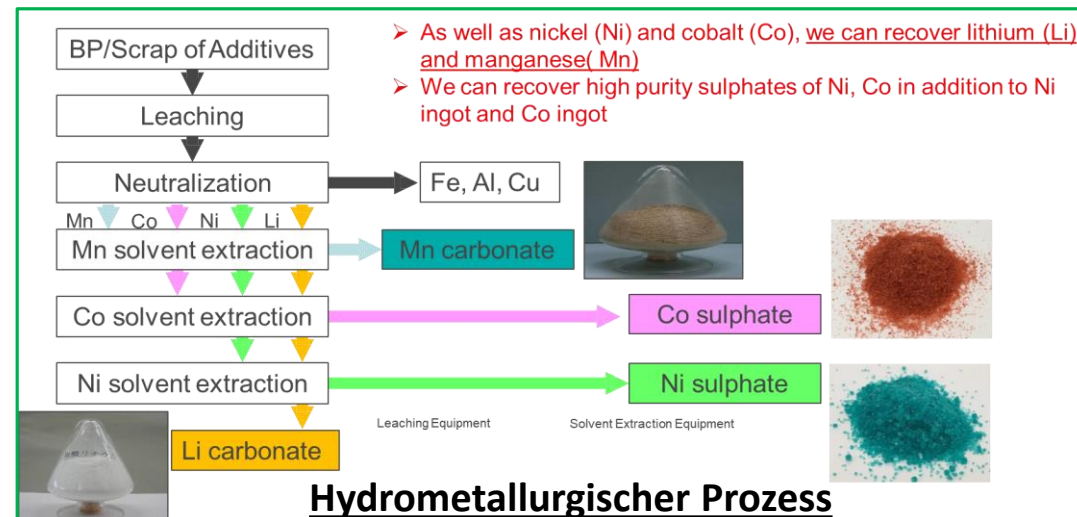 BP/Scrap of Additives
➢ As well as nickel (Ni) and cobalt (Co), we can recover lithium (Li)
and manganese( Mn)
➢ We can recover high purity sulphates of Ni, Co in addition to Ni
ingot and Co ingot
Leaching
Neutralization
Fe, Al, Cu
Mn Co Ni Li
Mn solvent extraction
Mn carbonate
Co solvent extraction
Co sulphate
Ni solvent extraction
Ni sulphate
Leaching Equipment
Solvent Extraction Equipment
Li carbonate
Hydrometallurgischer Prozess